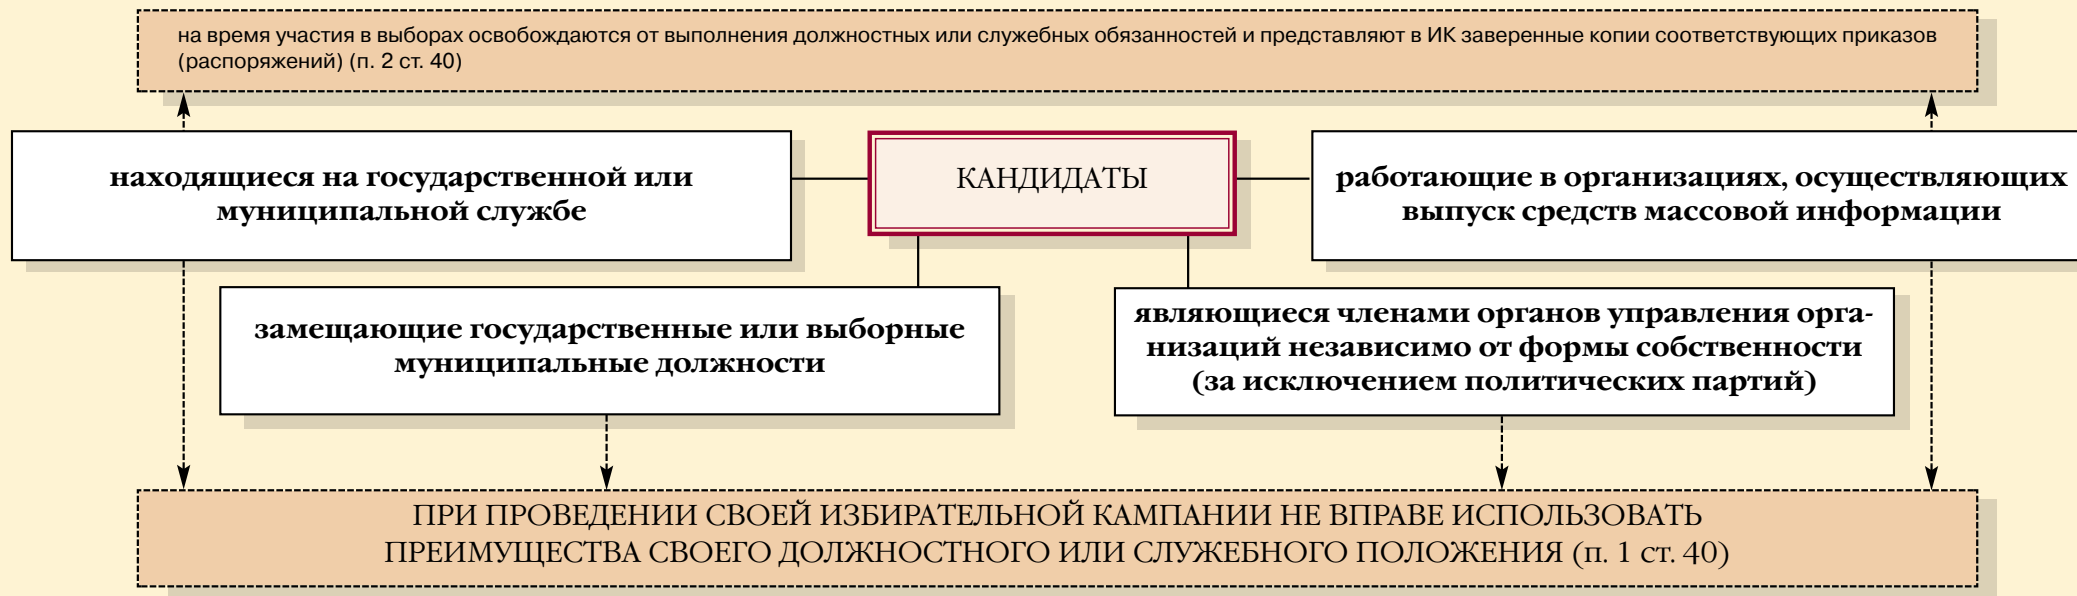 на время участия в выборах освобождаются от выполнения должностных или служебных обязанностей и представляют в ИК заверенные копии соответствующих приказов
(распоряжений) (п. 2 ст. 40)
находящиеся на государственной или
муниципальной службе
КАНДИДАТЫ
работающие в организациях, осуществляющих
выпуск средств массовой информации
замещающие государственные или выборные
муниципальные должности
являющиеся членами органов управления орга-
низаций независимо от формы собственности
(за исключением политических партий)
ПРИ ПРОВЕДЕНИИ СВОЕЙ ИЗБИРАТЕЛЬНОЙ КАМПАНИИ НЕ ВПРАВЕ ИСПОЛЬЗОВАТЬ
ПРЕИМУЩЕСТВА СВОЕГО ДОЛЖНОСТНОГО ИЛИ СЛУЖЕБНОГО ПОЛОЖЕНИЯ (п. 1 ст. 40)